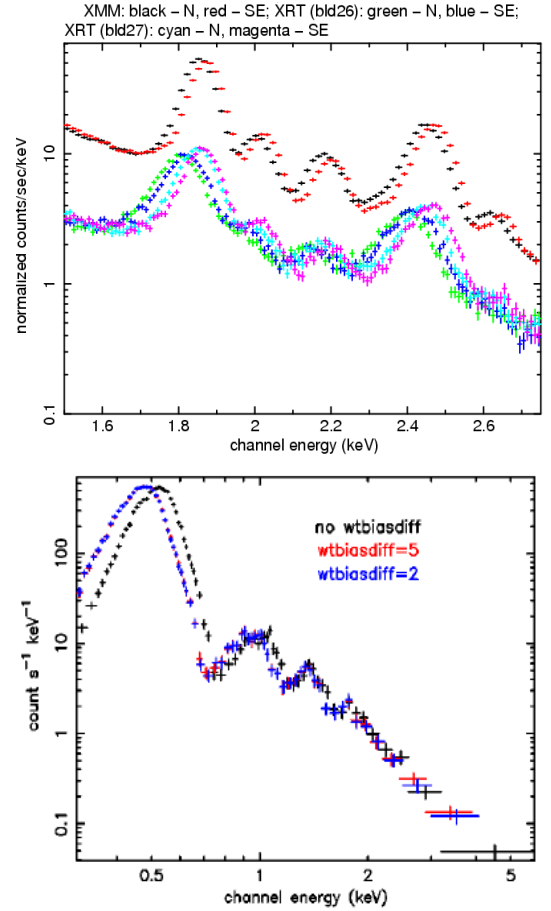 XMM: black – N, red – SE; XRT (bld26): green – N, blue – SE;
XRT (bld27): cyan – N, magenta – SE
normalized counts/sec/keV
10
1
0.1
1.6 1.8 2 2.2 2.4 2.6
channel energy (keV)
no wtbiasdiff
wtbiasdiff=5
wtbiasdiff=2
count s⁻¹ keV⁻¹
100
10
1
0.1
0.5 1 2 5
channel energy (keV)